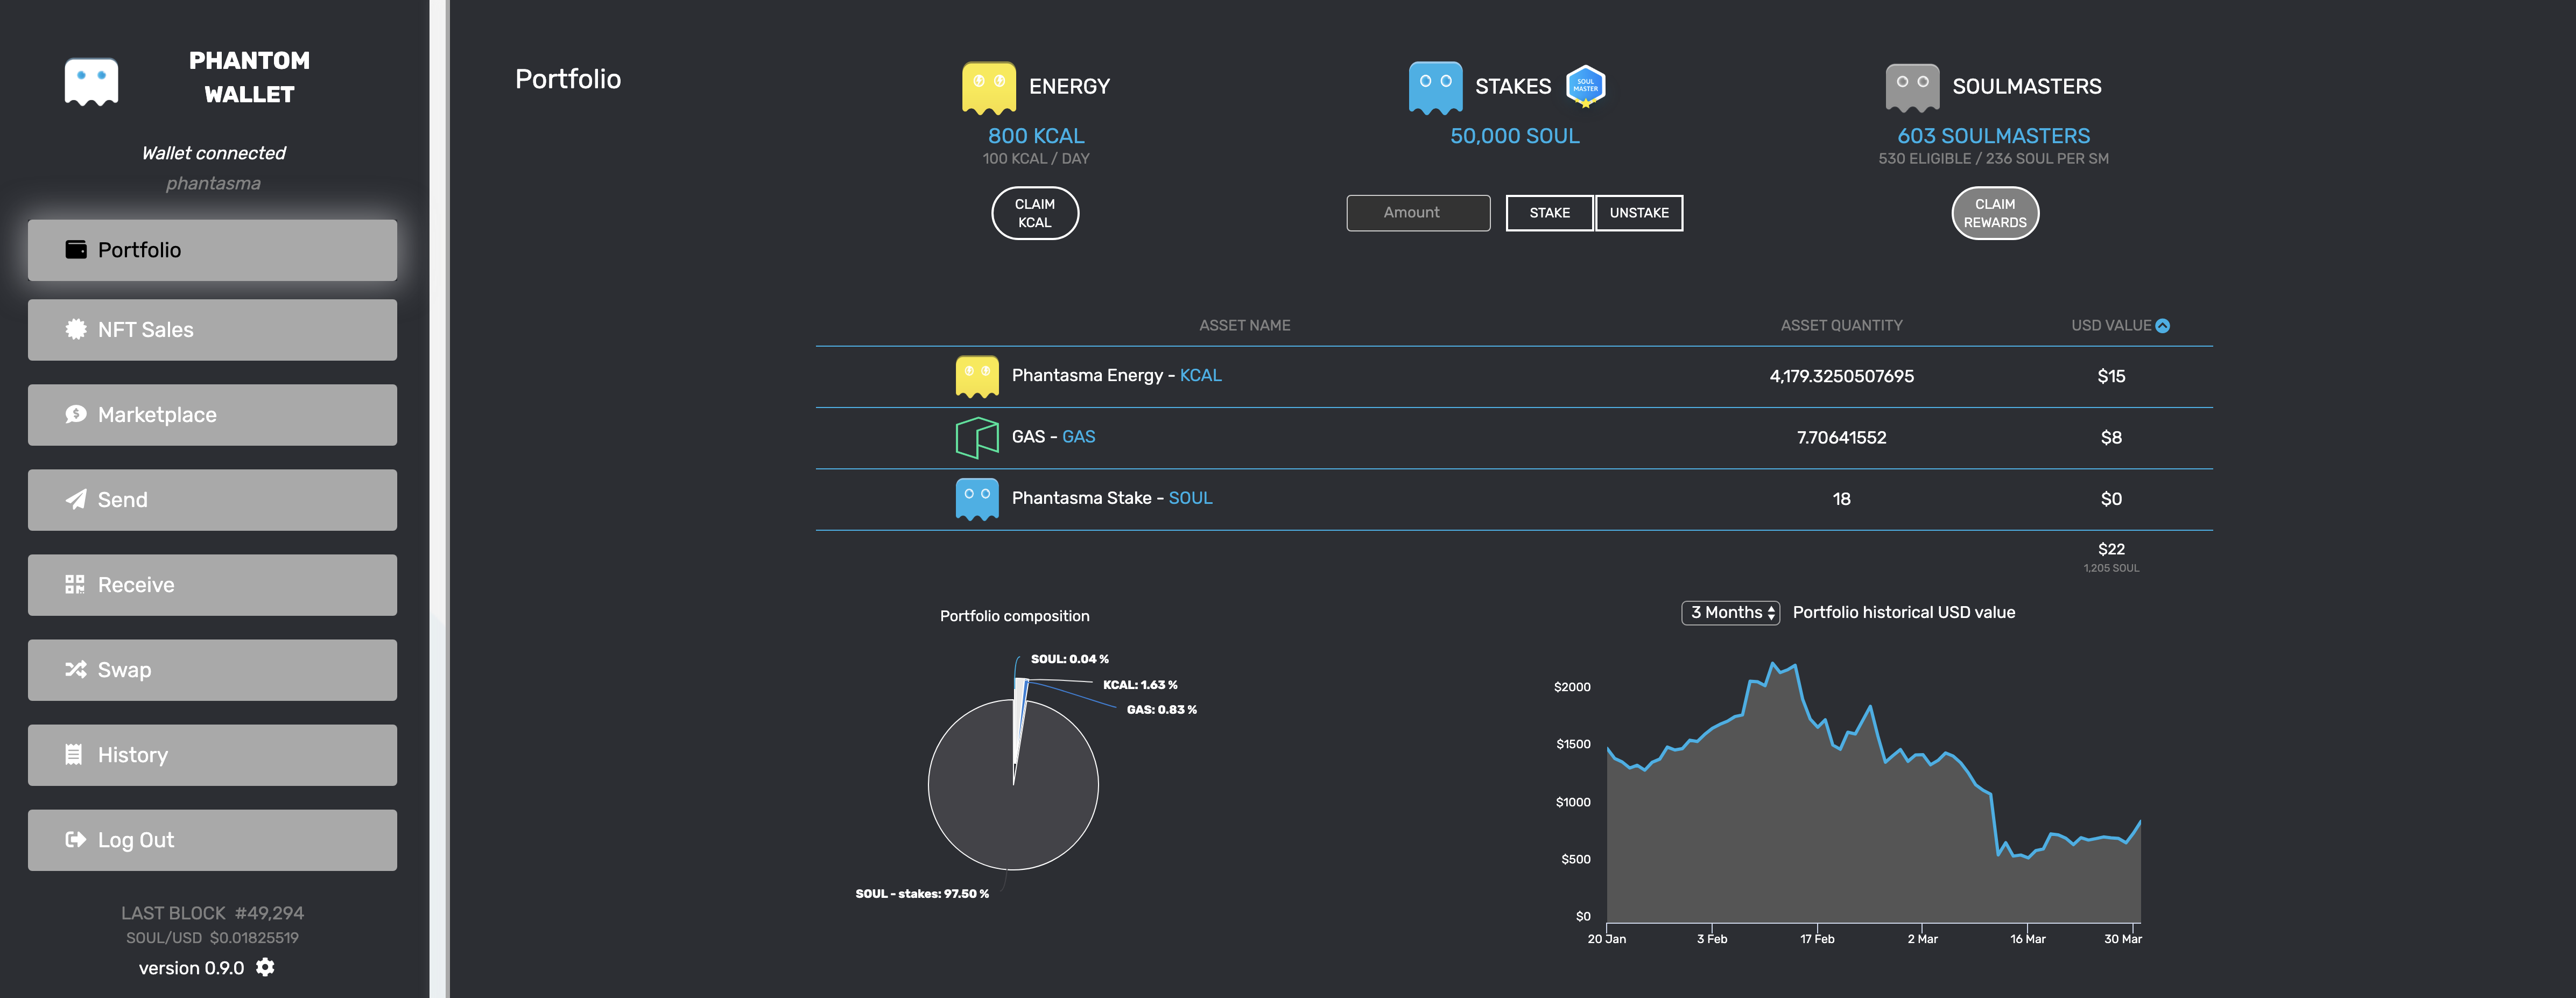 PHANTOM
WALLET
Wallet connected
phantasma
Portfolio
NFT Sales
Marketplace
Send
Receive
Swap
History
Log Out
LAST BLOCK #49,294
SOUL/USD $0.01825519
version 0.9.0
Portfolio
ENERGY
800 KCAL
100 KCAL / DAY
CLAIM
KCAL
STAKES
SOUL
MASTER
50,000 SOUL
Amount
STAKE
UNSTAKE
SOULMASTERS
603 SOULMASTERS
530 ELIGIBLE / 236 SOUL PER SM
CLAIM
REWARDS
ASSET NAME ASSET QUANTITY USD VALUE
Phantasma Energy - KCAL 4,179.3250507695 $15
GAS - GAS 7.70641552 $8
Phantasma Stake - SOUL 18 $0
$22
1,205 SOUL
Portfolio composition
SOUL: 0.04 %
KCAL: 1.63 %
GAS: 0.83 %
SOUL - stakes: 97.50 %
3 Months Portfolio historical USD value
$2000
$1500
$1000
$500
$0
20 Jan 3 Feb 17 Feb 2 Mar 16 Mar 30 Mar